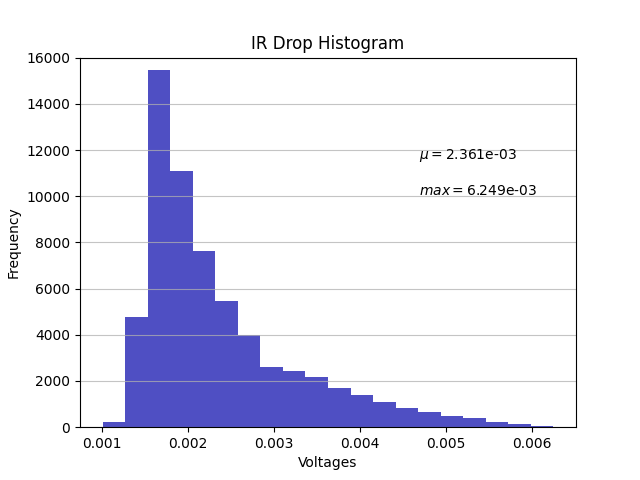 IR Drop Histogram
16000
14000
12000
10000
8000
6000
4000
2000
0
Frequency
μ = 2.361e-03
max = 6.249e-03
0.001 0.002 0.003 0.004 0.005 0.006
Voltages